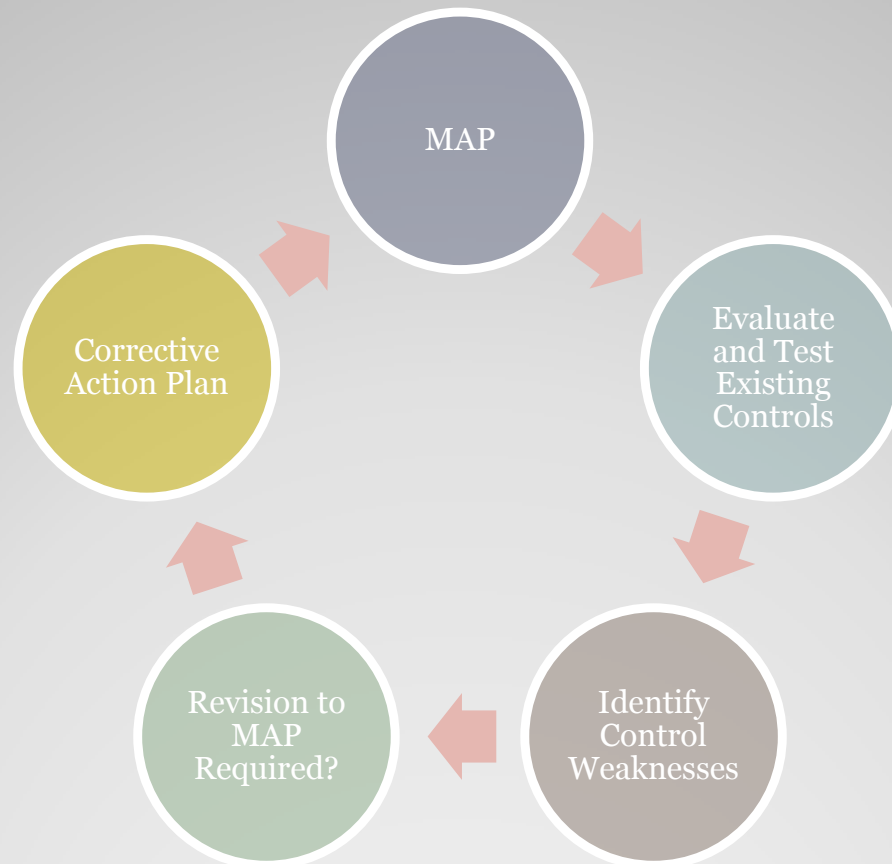 MAP
Evaluate
and Test
Existing
Controls
Identify
Control
Weaknesses
Revision to
MAP
Required?
Corrective
Action Plan